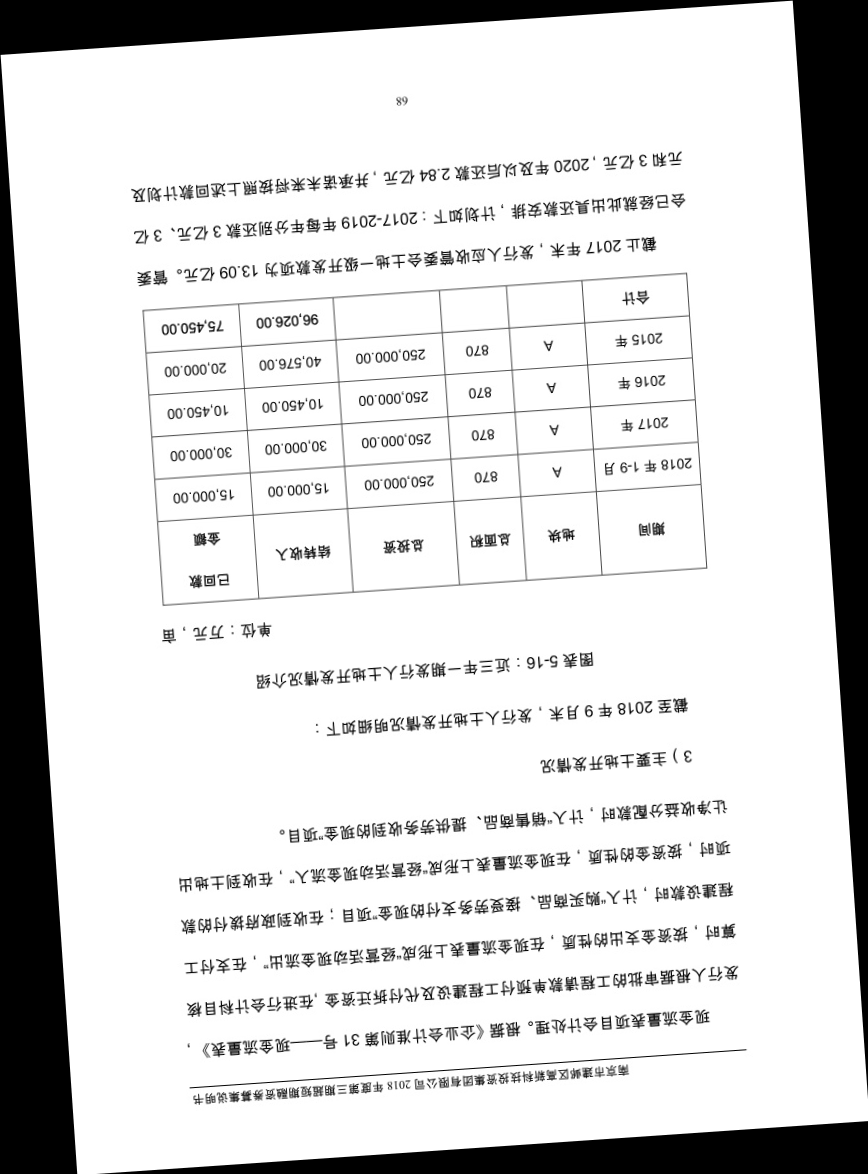 南京市建邺区高新科技投资集团有限公司 2018 年度第三期超短期融资券募集说明书
现金流量表项目会计处理。根据《企业会计准则第 31 号——现金流量表》，
发行人根据审批的工程请款单预付工程建设及代付拆迁资金 ,在进行会计科目核
算时，按资金支出的性质，在现金流量表上形成“经营活动现金流出”，在支付工
程建设款时，计入“购买商品、接受劳务支付的现金”项目；在收到政府拨付的款
项时，按资金的性质，在现金流量表上形成“经营活动现金流入”，在收到土地出
让净收益分配款时，计入“销售商品、提供劳务收到的现金”项目。
3）主要土地开发情况
截至 2018 年 9 月末，发行人土地开发情况明细如下：
图表 5-16：近三年一期发行人土地开发情况介绍
单位：万元，亩
期间 地块 总面积 总投资 结转收入 已回款金额
2018 年 1-9 月 A 870 250,000.00 15,000.00 15,000.00
2017 年 A 870 250,000.00 30,000.00 30,000.00
2016 年 A 870 250,000.00 10,450.00 10,450.00
2015 年 A 870 250,000.00 40,576.00 20,000.00
合计 96,026.00 75,450.00
截止 2017 年末，发行人应收管委会土地一级开发款项为 13.09 亿元。管委
会已经就此出具还款安排，计划如下：2017-2019 年每年分别还款 3 亿元、3 亿
元和 3 亿元，2020 年及以后还款 2.84 亿元，并承诺未来将按照上述回款计划及
68